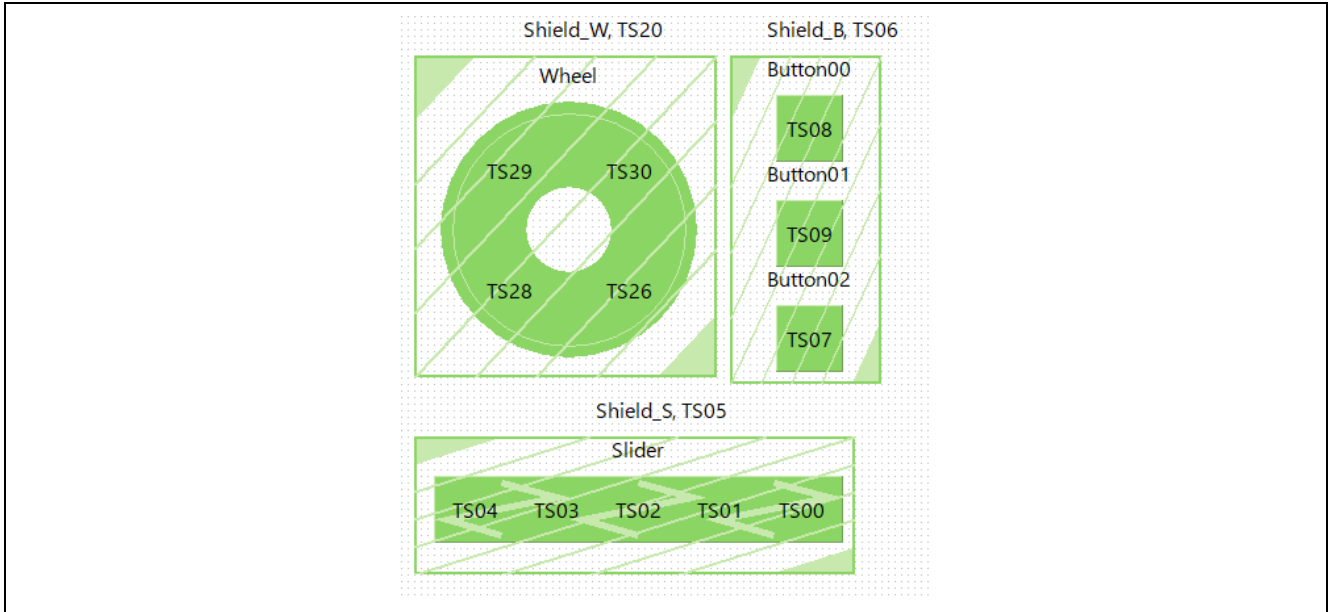 Shield_W, TS20
Wheel
TS29
TS30
TS28
TS26
Shield_B, TS06
Button00
TS08
Button01
TS09
Button02
TS07
Shield_S, TS05
Slider
TS04 TS03 TS02 TS01 TS00